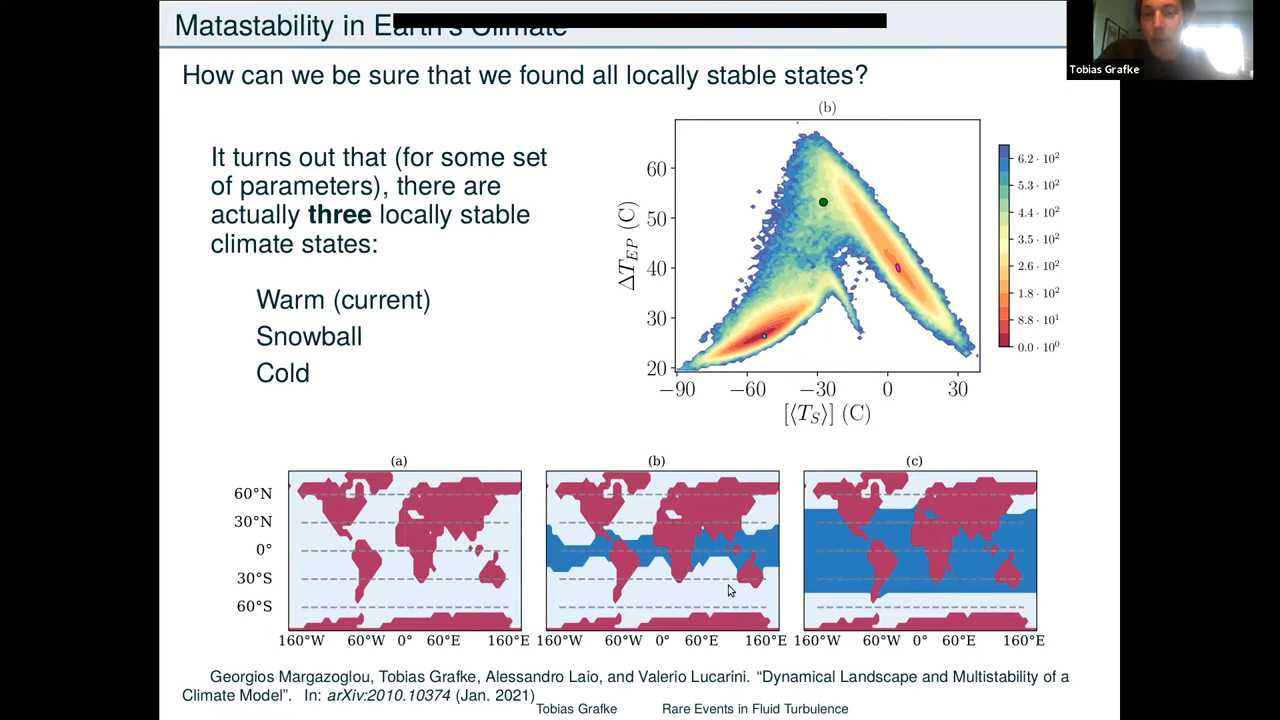 Matastability in Earth's Climate
Tobias Grafke
How can we be sure that we found all locally stable states?
It turns out that (for some set
of parameters), there are
actually three locally stable
climate states:
Warm (current)
Snowball
Cold
(b)
60
50
40
30
20
ΔT_EP (C)
−90 −60 −30 0 30
[⟨T_S⟩] (C)
6.2 · 10²
5.3 · 10²
4.4 · 10²
3.5 · 10²
2.6 · 10²
1.8 · 10²
8.8 · 10¹
0.0 · 10⁰
(a) (b) (c)
60°N
30°N
0°
30°S
60°S
160°W 60°W 0° 60°E 160°E 160°W 60°W 0° 60°E 160°E 160°W 60°W 0° 60°E 160°E
Georgios Margazoglou, Tobias Grafke, Alessandro Laio, and Valerio Lucarini. “Dynamical Landscape and Multistability of a
Climate Model”. In: arXiv:2010.10374 (Jan. 2021)
Tobias Grafke Rare Events in Fluid Turbulence